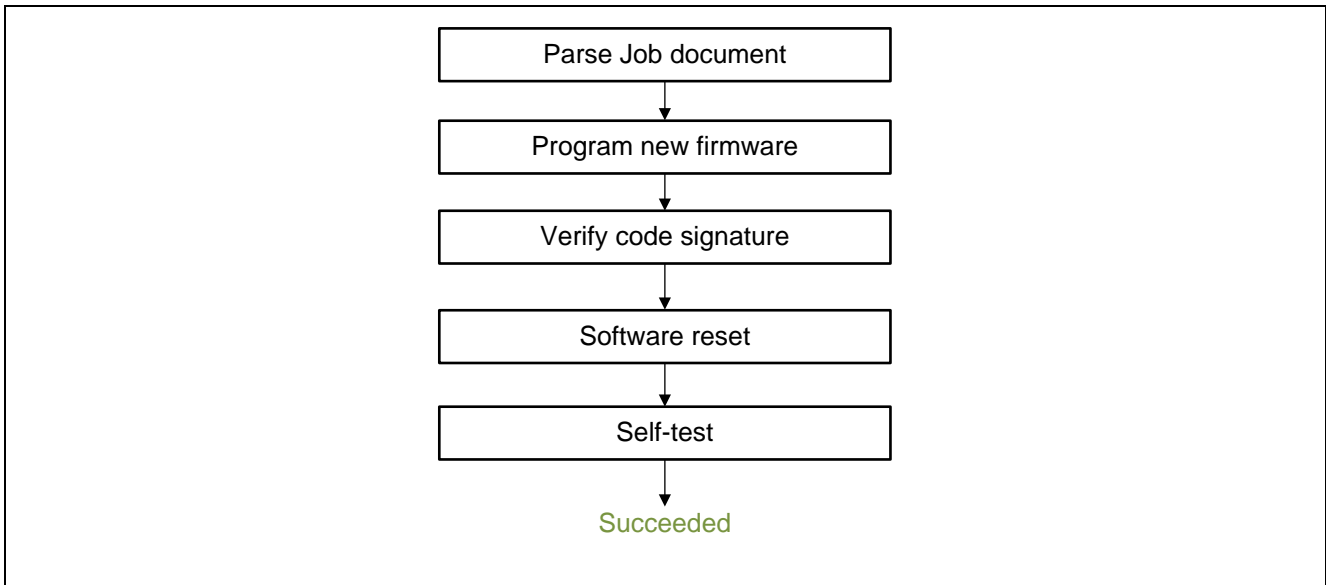 Parse Job document
Program new firmware
Verify code signature
Software reset
Self-test
Succeeded